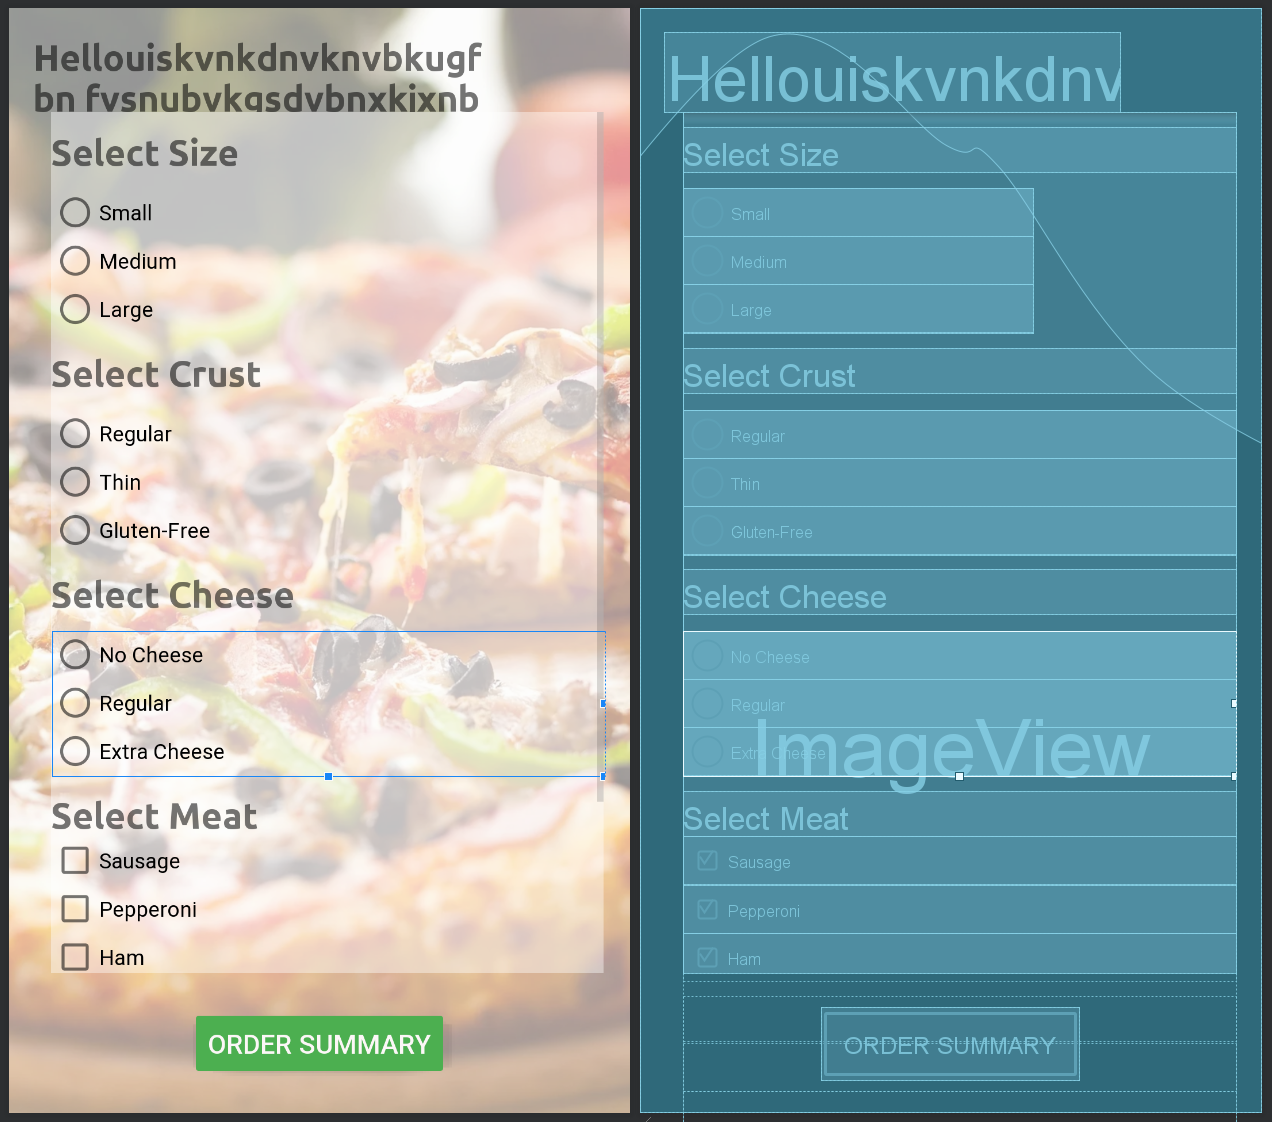 Hellouiskvnkdnvknvbkugf
bn fvsnubvkasdvbnxkixnb
Select Size
Small
Medium
Large
Select Crust
Regular
Thin
Gluten-Free
Select Cheese
No Cheese
Regular
Extra Cheese
Select Meat
Sausage
Pepperoni
Ham
ORDER SUMMARY
Hellouiskvnkdnv
Select Size
Small
Medium
Large
Select Crust
Regular
Thin
Gluten-Free
Select Cheese
No Cheese
Regular
Extra Cheese
ImageView
Select Meat
Sausage
Pepperoni
Ham
ORDER SUMMARY